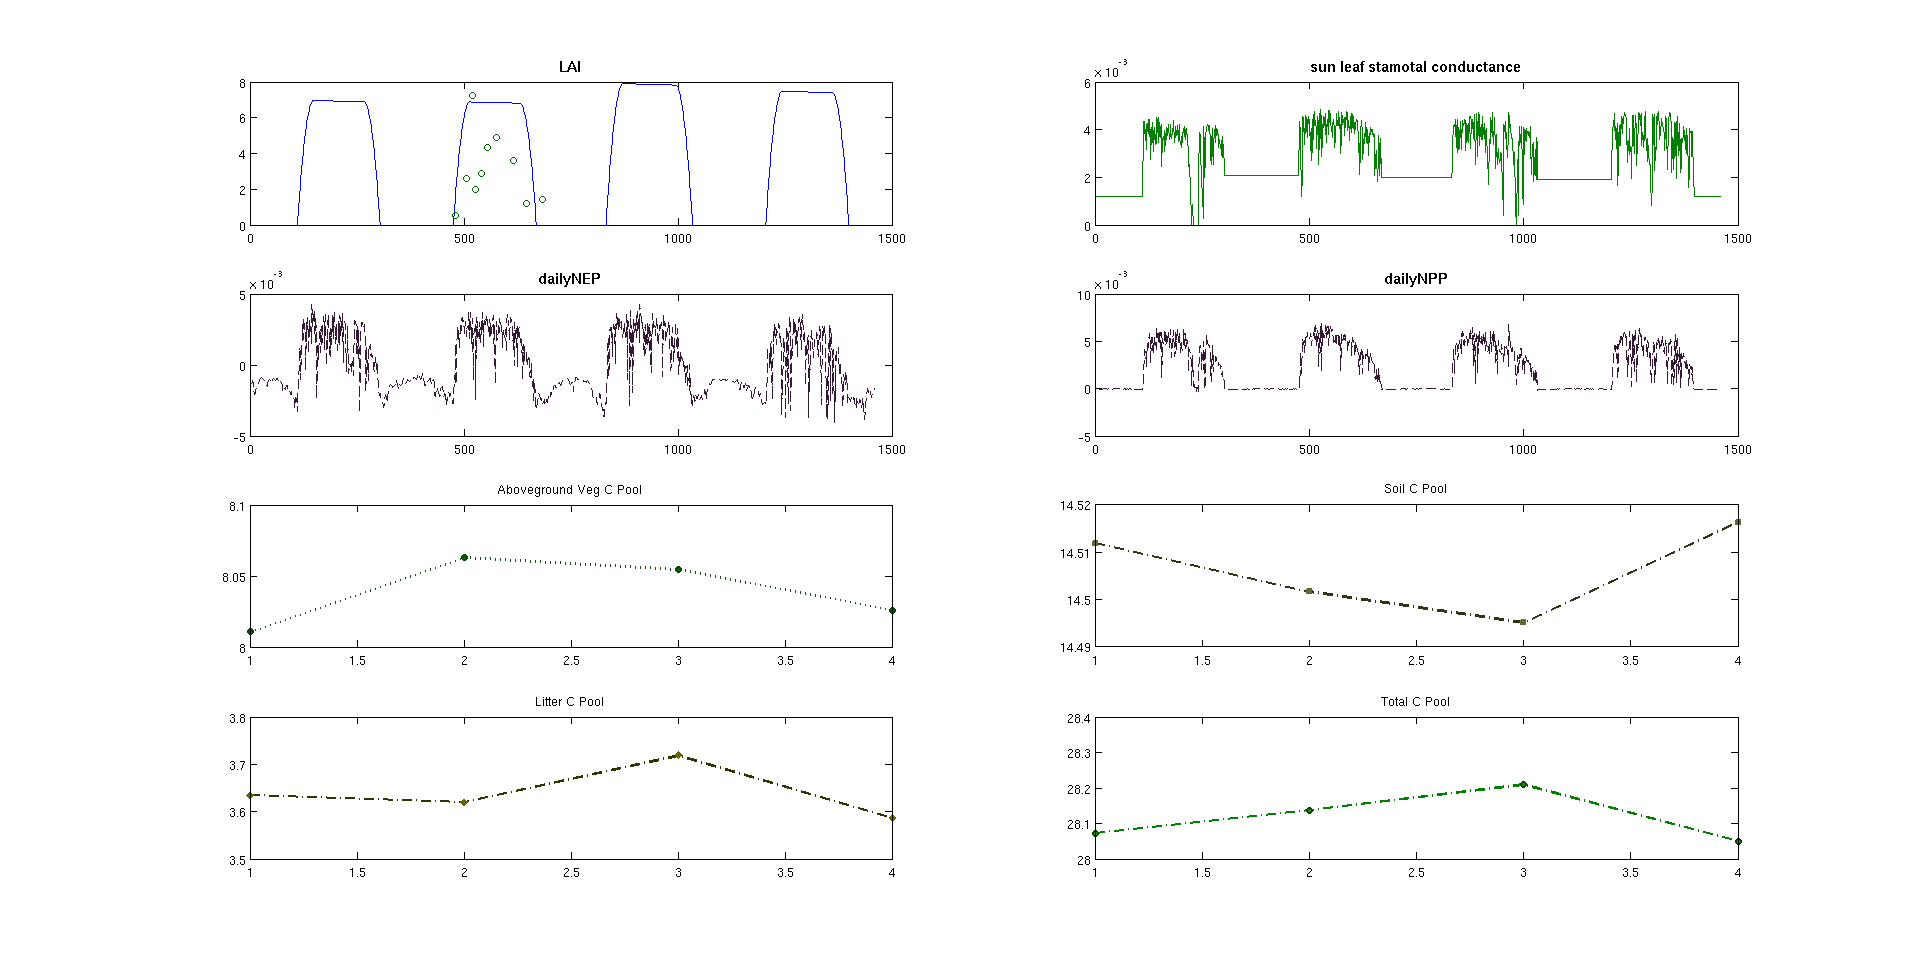 LAI
8
6
4
2
0
0 500 1000 1500
sun leaf stamotal conductance
×10⁻³
6
4
2
0
0 500 1000 1500
dailyNEP
×10⁻³
5
0
-5
0 500 1000 1500
dailyNPP
×10⁻³
10
5
0
-5
0 500 1000 1500
Aboveground Veg C Pool
8.1
8.05
8
1 1.5 2 2.5 3 3.5 4
Soil C Pool
14.52
14.51
14.5
14.49
1 1.5 2 2.5 3 3.5 4
Litter C Pool
3.8
3.7
3.6
3.5
1 1.5 2 2.5 3 3.5 4
Total C Pool
28.4
28.3
28.2
28.1
28
1 1.5 2 2.5 3 3.5 4